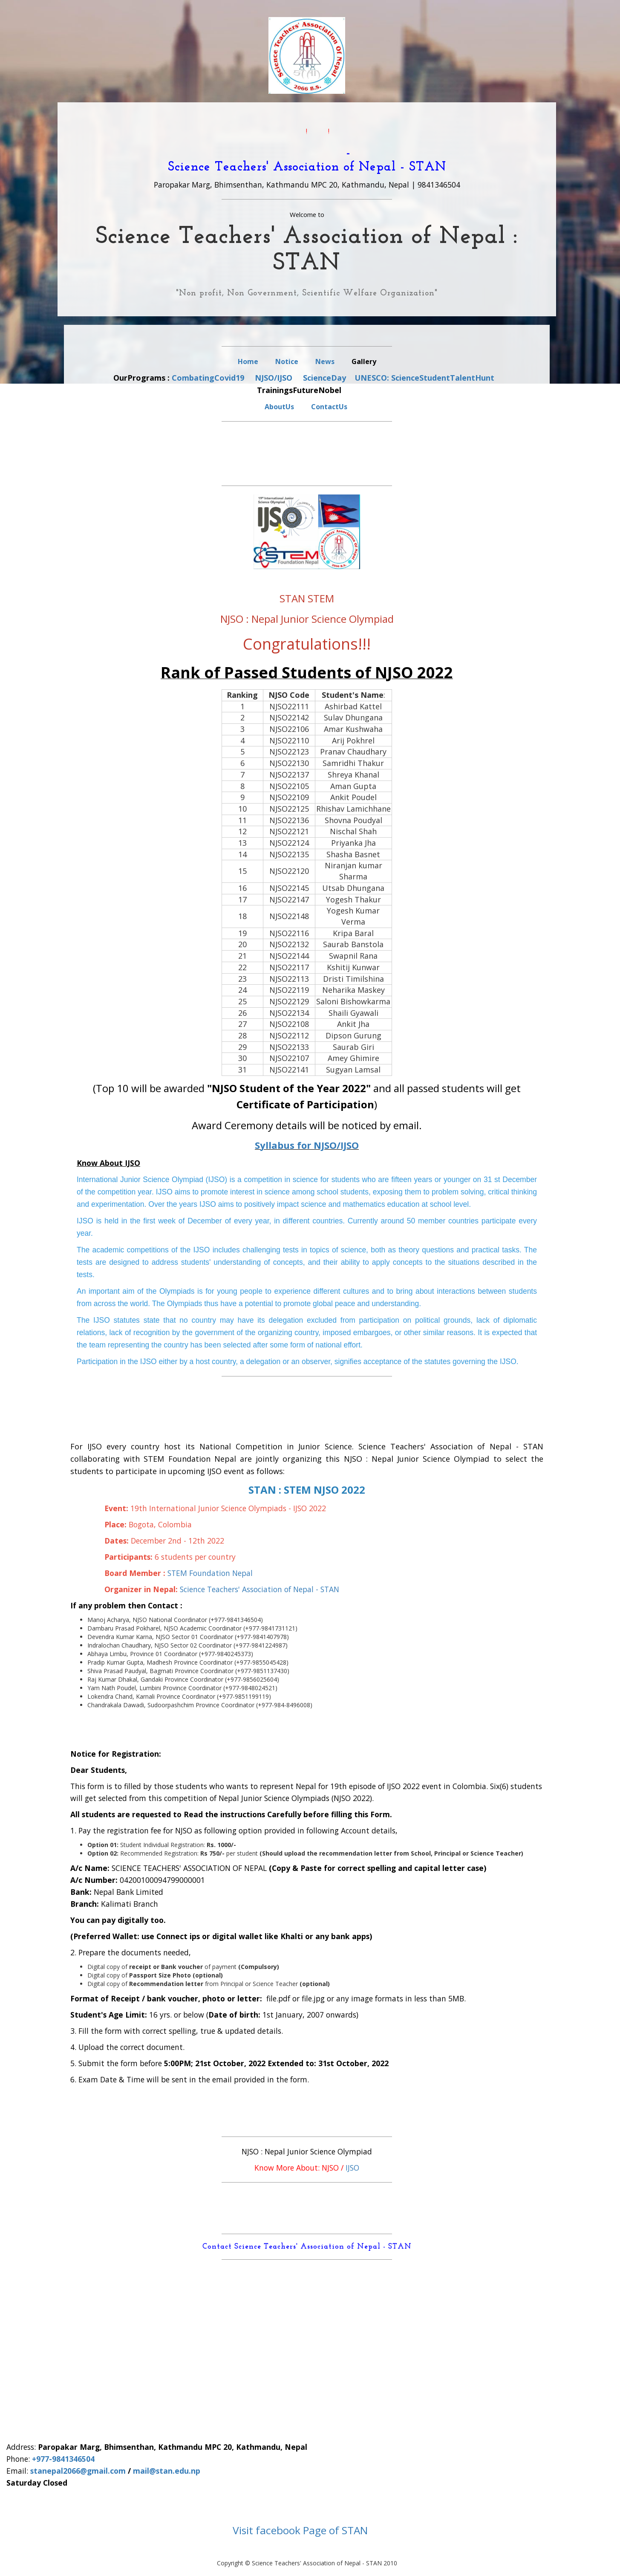 Science Teachers' Association Of Nepal
STAN
2066 B.S.
!
!
-
Science Teachers' Association of Nepal - STAN
Paropakar Marg, Bhimsenthan, Kathmandu MPC 20, Kathmandu, Nepal | 9841346504
Welcome to
Science Teachers' Association of Nepal :
STAN
"Non profit, Non Government, Scientific Welfare Organization"
Home Notice News Gallery
OurPrograms : CombatingCovid19 NJSO/IJSO ScienceDay UNESCO: ScienceStudentTalentHunt
TrainingsFutureNobel
AboutUs ContactUs
IJSO
STEM
Foundation Nepal
STAN STEM
NJSO : Nepal Junior Science Olympiad
Congratulations!!!
Rank of Passed Students of NJSO 2022
Ranking NJSO Code Student's Name:
1 NJSO22111 Ashirbad Kattel
2 NJSO22142 Sulav Dhungana
3 NJSO22106 Amar Kushwaha
4 NJSO22110 Arij Pokhrel
5 NJSO22123 Pranav Chaudhary
6 NJSO22130 Samridhi Thakur
7 NJSO22137 Shreya Khanal
8 NJSO22105 Aman Gupta
9 NJSO22109 Ankit Poudel
10 NJSO22125 Rhishav Lamichhane
11 NJSO22136 Shovna Poudyal
12 NJSO22121 Nischal Shah
13 NJSO22124 Priyanka Jha
14 NJSO22135 Shasha Basnet
15 NJSO22120 Niranjan kumar
Sharma
16 NJSO22145 Utsab Dhungana
17 NJSO22147 Yogesh Thakur
18 NJSO22148 Yogesh Kumar
Verma
19 NJSO22116 Kripa Baral
20 NJSO22132 Saurab Banstola
21 NJSO22144 Swapnil Rana
22 NJSO22117 Kshitij Kunwar
23 NJSO22113 Dristi Timilshina
24 NJSO22119 Neharika Maskey
25 NJSO22129 Saloni Bishowkarma
26 NJSO22134 Shaili Gyawali
27 NJSO22108 Ankit Jha
28 NJSO22112 Dipson Gurung
29 NJSO22133 Saurab Giri
30 NJSO22107 Amey Ghimire
31 NJSO22141 Sugyan Lamsal
(Top 10 will be awarded "NJSO Student of the Year 2022" and all passed students will get
Certificate of Participation)
Award Ceremony details will be noticed by email.
Syllabus for NJSO/IJSO
Know About IJSO
International Junior Science Olympiad (IJSO) is a competition in science for students who are fifteen years or younger on 31 st December
of the competition year. IJSO aims to promote interest in science among school students, exposing them to problem solving, critical thinking
and experimentation. Over the years IJSO aims to positively impact science and mathematics education at school level.
IJSO is held in the first week of December of every year, in different countries. Currently around 50 member countries participate every
year.
The academic competitions of the IJSO includes challenging tests in topics of science, both as theory questions and practical tasks. The
tests are designed to address students' understanding of concepts, and their ability to apply concepts to the situations described in the
tests.
An important aim of the Olympiads is for young people to experience different cultures and to bring about interactions between students
from across the world. The Olympiads thus have a potential to promote global peace and understanding.
The IJSO statutes state that no country may have its delegation excluded from participation on political grounds, lack of diplomatic
relations, lack of recognition by the government of the organizing country, imposed embargoes, or other similar reasons. It is expected that
the team representing the country has been selected after some form of national effort.
Participation in the IJSO either by a host country, a delegation or an observer, signifies acceptance of the statutes governing the IJSO.
For IJSO every country host its National Competition in Junior Science. Science Teachers' Association of Nepal - STAN
collaborating with STEM Foundation Nepal are jointly organizing this NJSO : Nepal Junior Science Olympiad to select the
students to participate in upcoming IJSO event as follows:
STAN : STEM NJSO 2022
Event: 19th International Junior Science Olympiads - IJSO 2022
Place: Bogota, Colombia
Dates: December 2nd - 12th 2022
Participants: 6 students per country
Board Member : STEM Foundation Nepal
Organizer in Nepal: Science Teachers' Association of Nepal - STAN
If any problem then Contact :
Manoj Acharya, NJSO National Coordinator (+977-9841346504)
Dambaru Prasad Pokharel, NJSO Academic Coordinator (+977-9841731121)
Devendra Kumar Karna, NJSO Sector 01 Coordinator (+977-9841407978)
Indralochan Chaudhary, NJSO Sector 02 Coordinator (+977-9841224987)
Abhaya Limbu, Province 01 Coordinator (+977-9840245373)
Pradip Kumar Gupta, Madhesh Province Coordinator (+977-9855045428)
Shiva Prasad Paudyal, Bagmati Province Coordinator (+977-9851137430)
Raj Kumar Dhakal, Gandaki Province Coordinator (+977-9856025604)
Yam Nath Poudel, Lumbini Province Coordinator (+977-9848024521)
Lokendra Chand, Karnali Province Coordinator (+977-9851199119)
Chandrakala Dawadi, Sudoorpashchim Province Coordinator (+977-984-8496008)
Notice for Registration:
Dear Students,
This form is to filled by those students who wants to represent Nepal for 19th episode of IJSO 2022 event in Colombia. Six(6) students
will get selected from this competition of Nepal Junior Science Olympiads (NJSO 2022).
All students are requested to Read the instructions Carefully before filling this Form.
1. Pay the registration fee for NJSO as following option provided in following Account details,
Option 01: Student Individual Registration: Rs. 1000/-
Option 02: Recommended Registration: Rs 750/- per student (Should upload the recommendation letter from School, Principal or Science Teacher)
A/c Name: SCIENCE TEACHERS' ASSOCIATION OF NEPAL (Copy & Paste for correct spelling and capital letter case)
A/c Number: 04200100094799000001
Bank: Nepal Bank Limited
Branch: Kalimati Branch
You can pay digitally too.
(Preferred Wallet: use Connect ips or digital wallet like Khalti or any bank apps)
2. Prepare the documents needed,
Digital copy of receipt or Bank voucher of payment (Compulsory)
Digital copy of Passport Size Photo (optional)
Digital copy of Recommendation letter from Principal or Science Teacher (optional)
Format of Receipt / bank voucher, photo or letter: file.pdf or file.jpg or any image formats in less than 5MB.
Student's Age Limit: 16 yrs. or below (Date of birth: 1st January, 2007 onwards)
3. Fill the form with correct spelling, true & updated details.
4. Upload the correct document.
5. Submit the form before 5:00PM; 21st October, 2022 Extended to: 31st October, 2022
6. Exam Date & Time will be sent in the email provided in the form.
NJSO : Nepal Junior Science Olympiad
Know More About: NJSO / IJSO
Contact Science Teachers' Association of Nepal - STAN
Address: Paropakar Marg, Bhimsenthan, Kathmandu MPC 20, Kathmandu, Nepal
Phone: +977-9841346504
Email: stanepal2066@gmail.com / mail@stan.edu.np
Saturday Closed
Visit facebook Page of STAN
Copyright © Science Teachers' Association of Nepal - STAN 2010